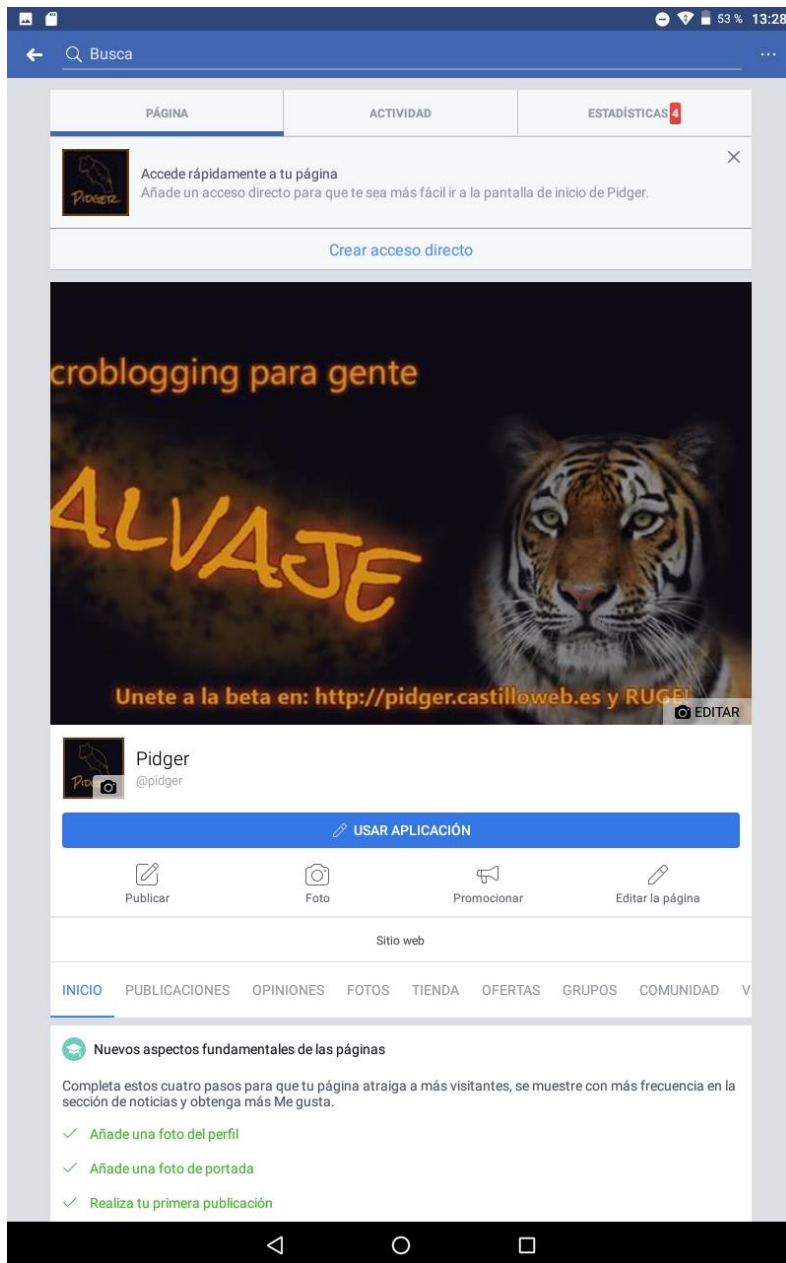 53 % 13:28
Busca
PÁGINA ACTIVIDAD ESTADÍSTICAS 4
Accede rápidamente a tu página
Añade un acceso directo para que te sea más fácil ir a la pantalla de inicio de Pidger.
PIDGER
Crear acceso directo
croblogging para gente
ALVAJE
Unete a la beta en: http://pidger.castilloweb.es y RUGE!
EDITAR
Pidger
@pidger
USAR APLICACIÓN
Publicar Foto Promocionar Editar la página
Sitio web
INICIO PUBLICACIONES OPINIONES FOTOS TIENDA OFERTAS GRUPOS COMUNIDAD V
Nuevos aspectos fundamentales de las páginas
Completa estos cuatro pasos para que tu página atraiga a más visitantes, se muestre con más frecuencia en la
sección de noticias y obtenga más Me gusta.
Añade una foto del perfil
Añade una foto de portada
Realiza tu primera publicación